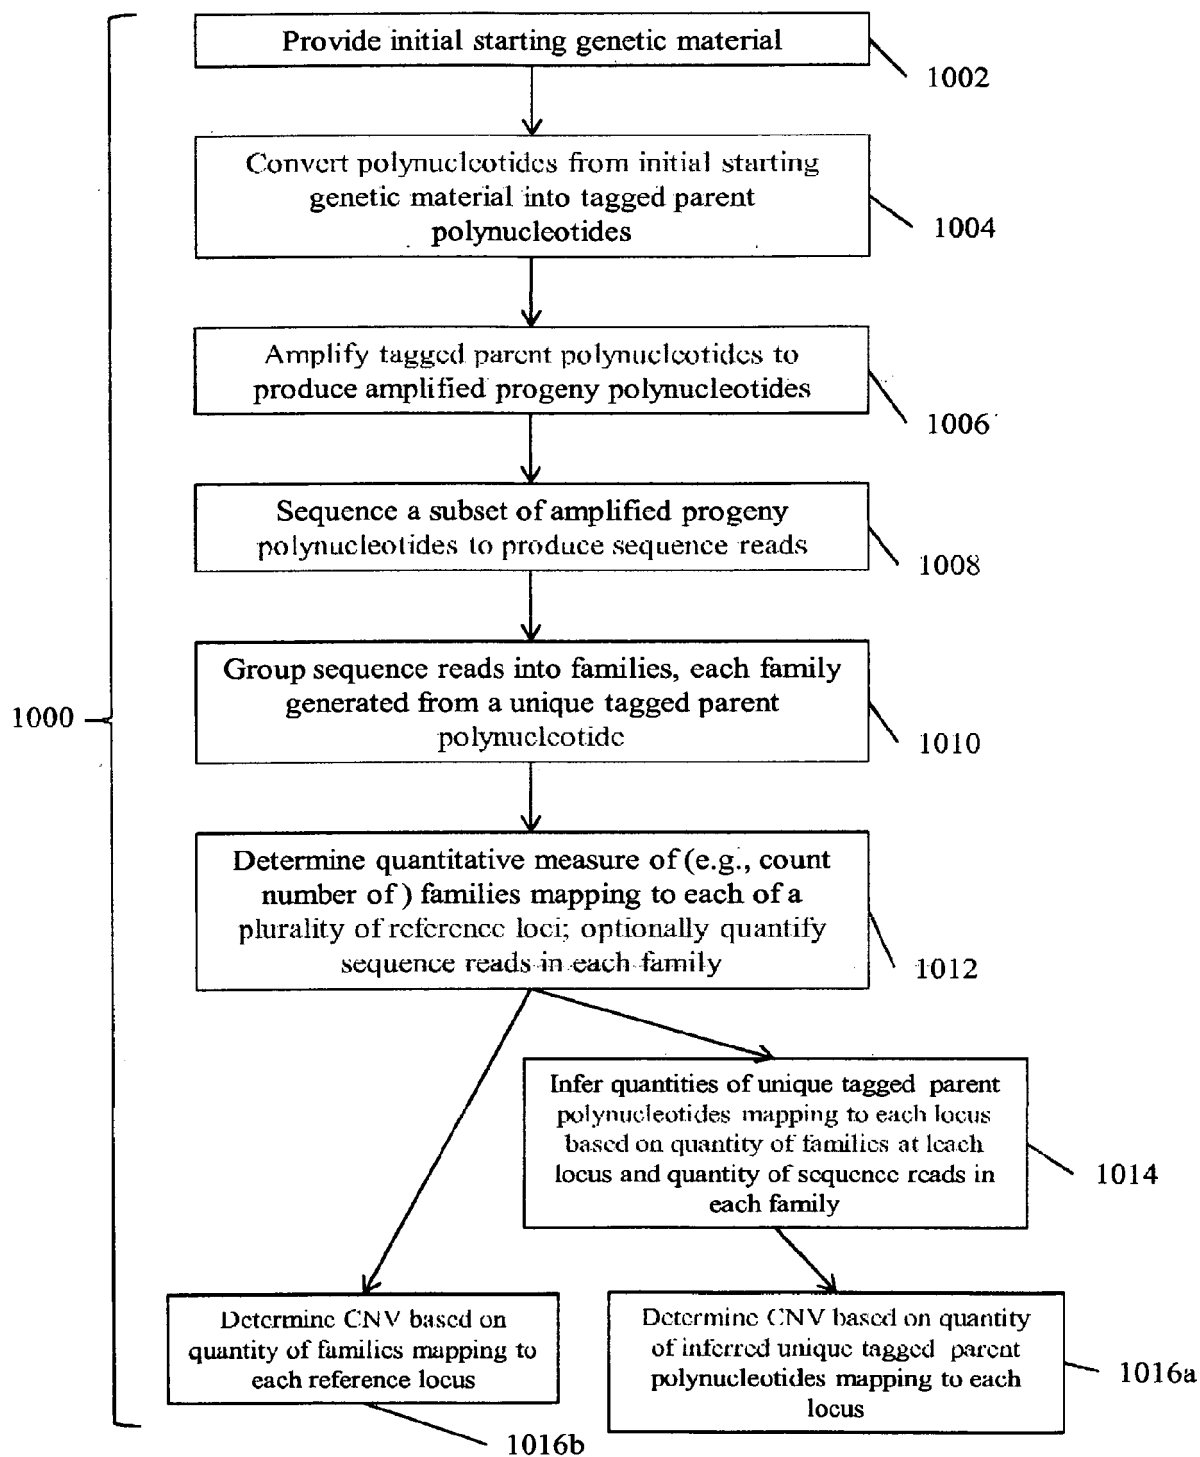 Provide initial starting genetic material
1002
Convert polynucleotides from initial starting
genetic material into tagged parent
polynucleotides
1004
Amplify tagged parent polynucleotides to
produce amplified progeny polynucleotides
1006
Sequence a subset of amplified progeny
polynucleotides to produce sequence reads
1008
Group sequence reads into families, each family
generated from a unique tagged parent
polynucleotide
1000
1010
Determine quantitative measure of (e.g., count
number of ) families mapping to each of a
plurality of reference loci; optionally quantify
sequence reads in each family
1012
Infer quantities of unique tagged parent
polynucleotides mapping to each locus
based on quantity of families at leach
locus and quantity of sequence reads in
each family
1014
Determine CNV based on
quantity of families mapping to
each reference locus
1016b
Determine CNV based on quantity
of inferred unique tagged parent
polynucleotides mapping to each
locus
1016a